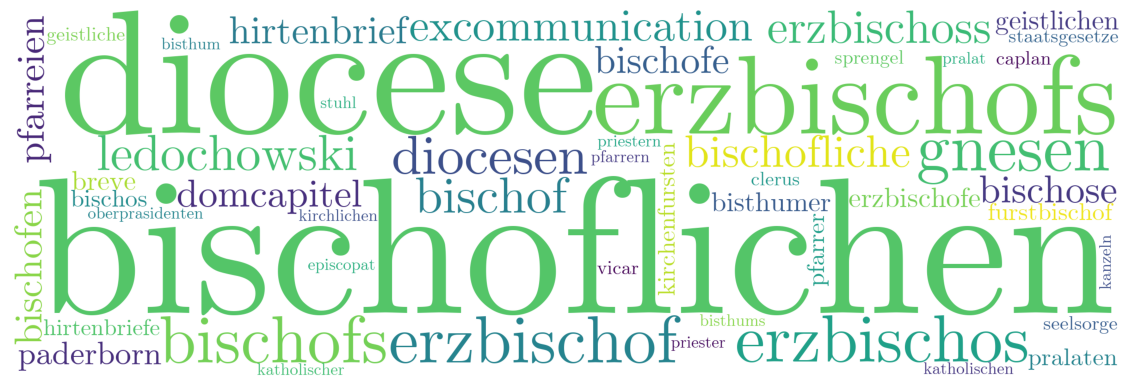 pfarreien
geistliche
bisthum
hirtenbrief
excommunication
erzbischoss
geistlichen
staatsgesetze
diocese
stuhl
bischofe
sprengel
pralat
caplan
erzbischofs
ledochowski
diocesen
priestern
pfarrern
bischofliche
gnesen
breve
bischos
domcapitel
bischof
kirchenfursten
clerus
bisthumer
erzbischofe
bischose
oberprasidenten
kirchlichen
furstbischof
bischofen
bischoflichen
episcopat
vicar
pfarrer
kanzeln
hirtenbriefe
bischofs
erzbischof
bisthums
priester
erzbischos
seelsorge
paderborn
katholischer
katholischen
pralaten